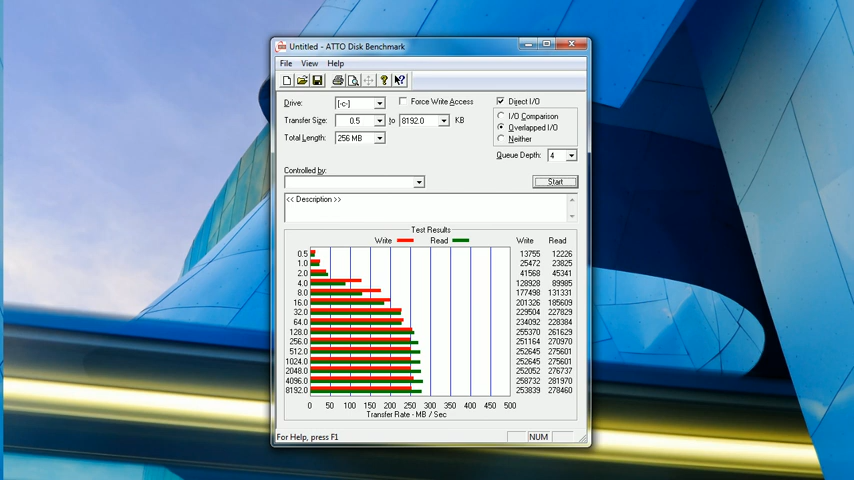 Untitled - ATTO Disk Benchmark
File View Help
Drive: [-c-] Force Write Access Direct I/O
Transfer Size: 0.5 to 8192.0 KB I/O Comparison
Overlapped I/O
Total Length: 256 MB Neither
Queue Depth: 4
Controlled by:
Start
<< Description >>
Test Results
Write Read Write Read
0.5 13755 12226
1.0 25472 23825
2.0 41568 45341
4.0 128928 89985
8.0 177498 131331
16.0 201326 185609
32.0 229504 227829
64.0 234092 228384
128.0 255370 261629
256.0 251164 270970
512.0 252645 275601
1024.0 252645 275601
2048.0 252052 276737
4096.0 258732 281970
8192.0 253839 278460
0 50 100 150 200 250 300 350 400 450 500
Transfer Rate - MB / Sec
For Help, press F1 NUM